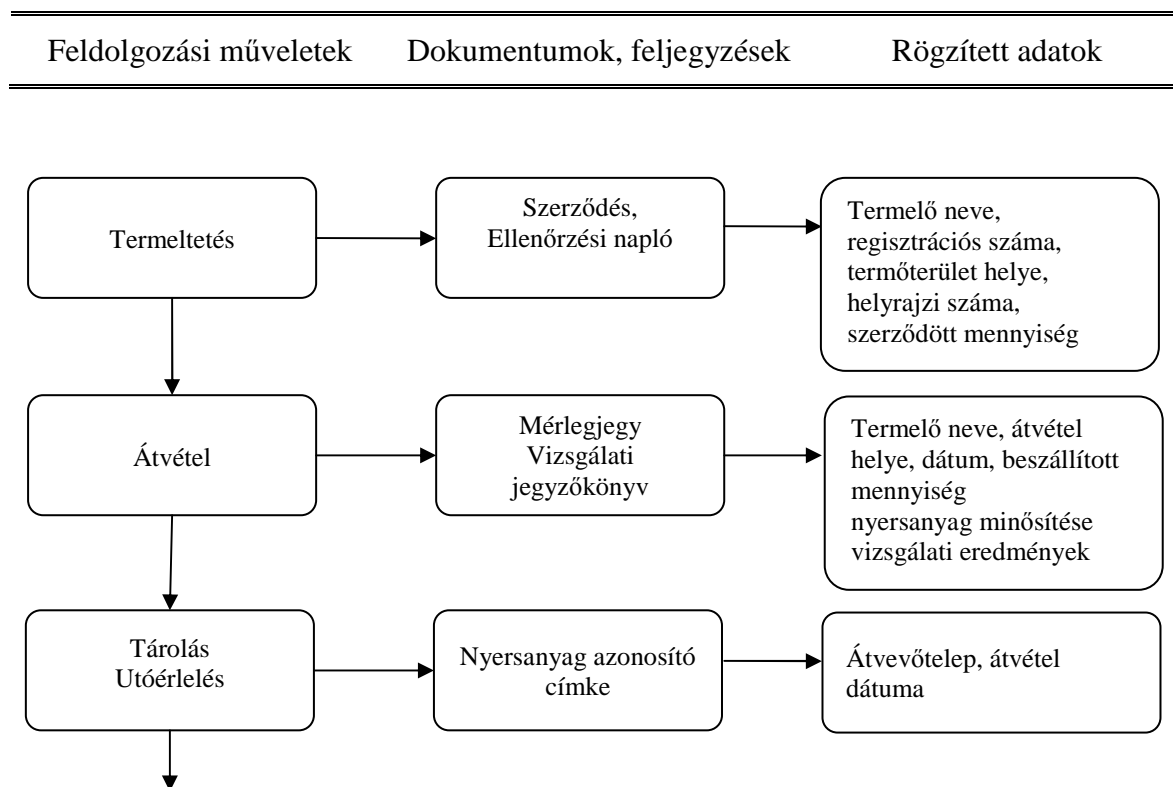 Feldolgozási műveletek Dokumentumok, feljegyzések Rögzített adatok
Termeltetés
Szerződés,
Ellenőrzési napló
Termelő neve,
regisztrációs száma,
termőterület helye,
helyrajzi száma,
szerződött mennyiség
Átvétel
Mérlegjegy
Vizsgálati
jegyzőkönyv
Termelő neve, átvétel
helye, dátum, beszállított
mennyiség
nyersanyag minősítése
vizsgálati eredmények
Tárolás
Utóérlelés
Nyersanyag azonosító
címke
Átvevőtelep, átvétel
dátuma